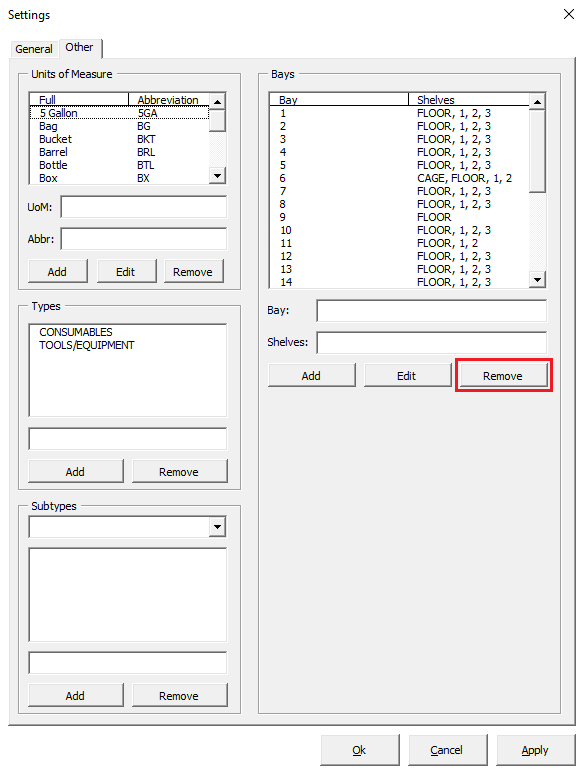 Settings
General Other
Units of Measure
Full Abbreviation
5 Gallon 5GA
Bag BG
Bucket BKT
Barrel BRL
Bottle BTL
Box BX
UoM:
Abbr:
Add Edit Remove
Types
CONSUMABLES
TOOLS/EQUIPMENT
Add Remove
Subtypes
Add Remove
Bays
Bay Shelves
1 FLOOR, 1, 2, 3
2 FLOOR, 1, 2, 3
3 FLOOR, 1, 2, 3
4 FLOOR, 1, 2, 3
5 FLOOR, 1, 2, 3
6 CAGE, FLOOR, 1, 2
7 FLOOR, 1, 2, 3
8 FLOOR, 1, 2, 3
9 FLOOR
10 FLOOR, 1, 2, 3
11 FLOOR, 1, 2
12 FLOOR, 1, 2, 3
13 FLOOR, 1, 2, 3
14 FLOOR, 1, 2, 3
Bay:
Shelves:
Add Edit Remove
Ok Cancel Apply